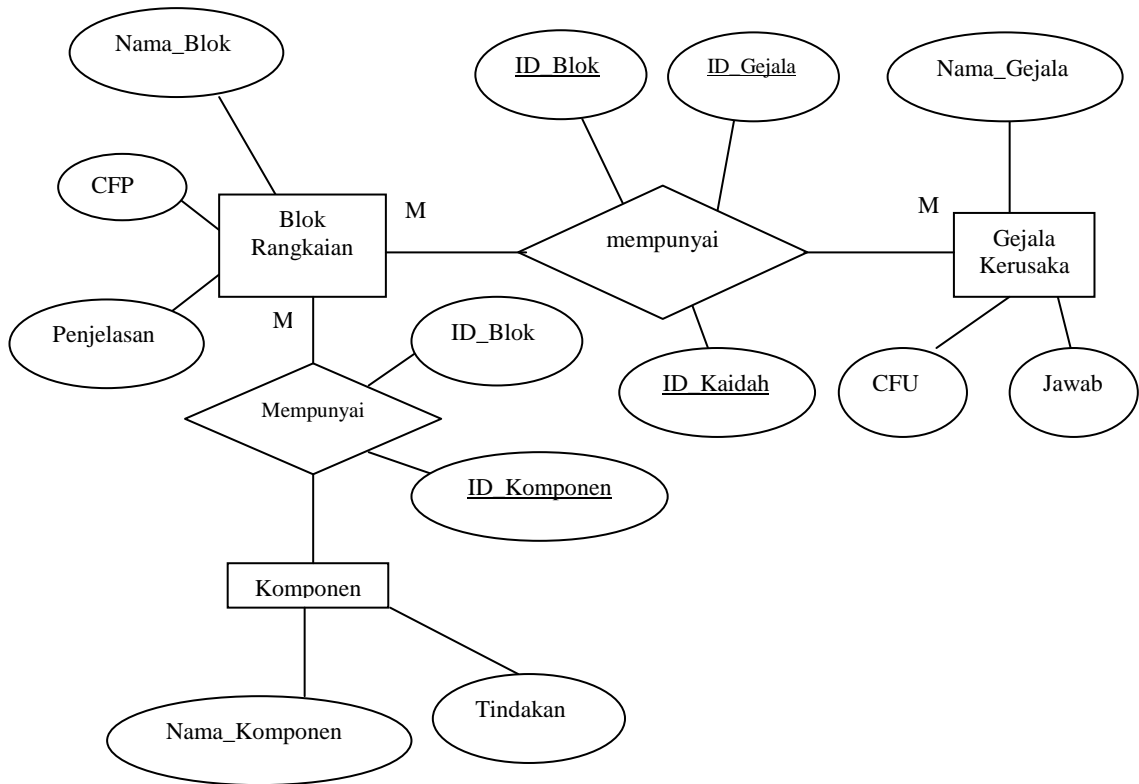 Nama_Blok
ID_Blok
ID_Gejala
Nama_Gejala
CFP
Blok
Rangkaian
M
mempunyai
M
Gejala
Kerusaka
Penjelasan
M
ID_Blok
ID_Kaidah
CFU
Jawab
Mempunyai
ID_Komponen
Komponen
Nama_Komponen
Tindakan